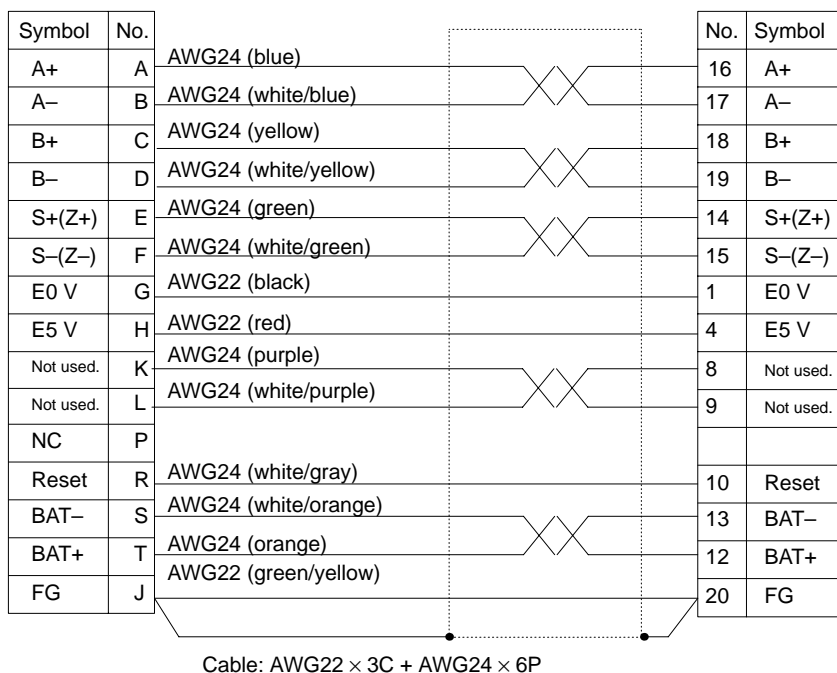 Symbol No. No. Symbol
A+ A AWG24 (blue) 16 A+
A– B AWG24 (white/blue) 17 A–
B+ C AWG24 (yellow) 18 B+
B– D AWG24 (white/yellow) 19 B–
S+(Z+) E AWG24 (green) 14 S+(Z+)
S–(Z–) F AWG24 (white/green) 15 S–(Z–)
E0 V G AWG22 (black) 1 E0 V
E5 V H AWG22 (red) 4 E5 V
Not used. K AWG24 (purple) 8 Not used.
Not used. L AWG24 (white/purple) 9 Not used.
NC P
Reset R AWG24 (white/gray) 10 Reset
BAT– S AWG24 (white/orange) 13 BAT–
BAT+ T AWG24 (orange) 12 BAT+
FG J AWG22 (green/yellow) 20 FG
Cable: AWG22 × 3C + AWG24 × 6P